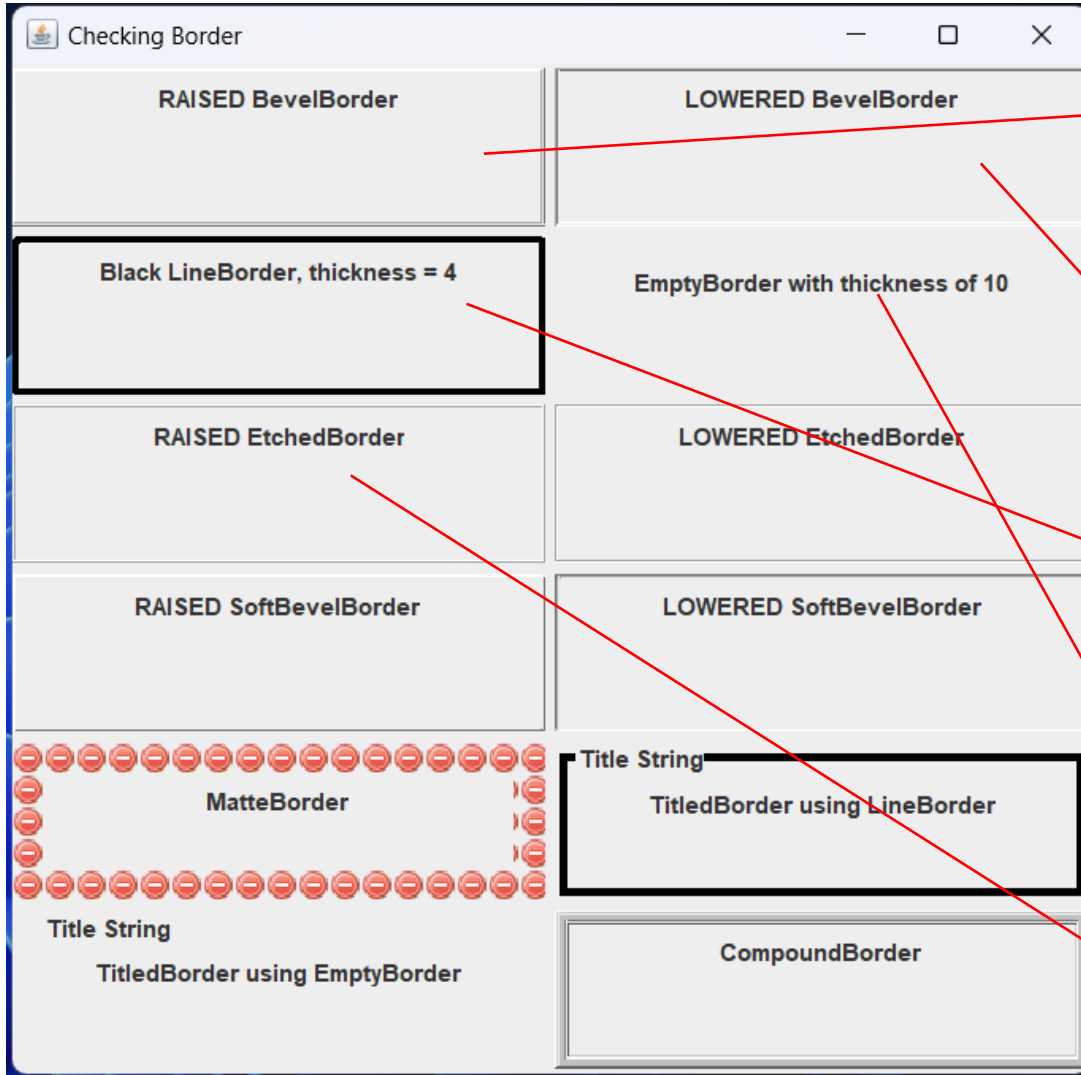 Checking Border
RAISED BevelBorder
LOWERED BevelBorder
Black LineBorder, thickness = 4
EmptyBorder with thickness of 10
RAISED EtchedBorder
LOWERED EtchedBorder
RAISED SoftBevelBorder
LOWERED SoftBevelBorder
MatteBorder
Title String
TitledBorder using LineBorder
Title String
TitledBorder using EmptyBorder
CompoundBorder